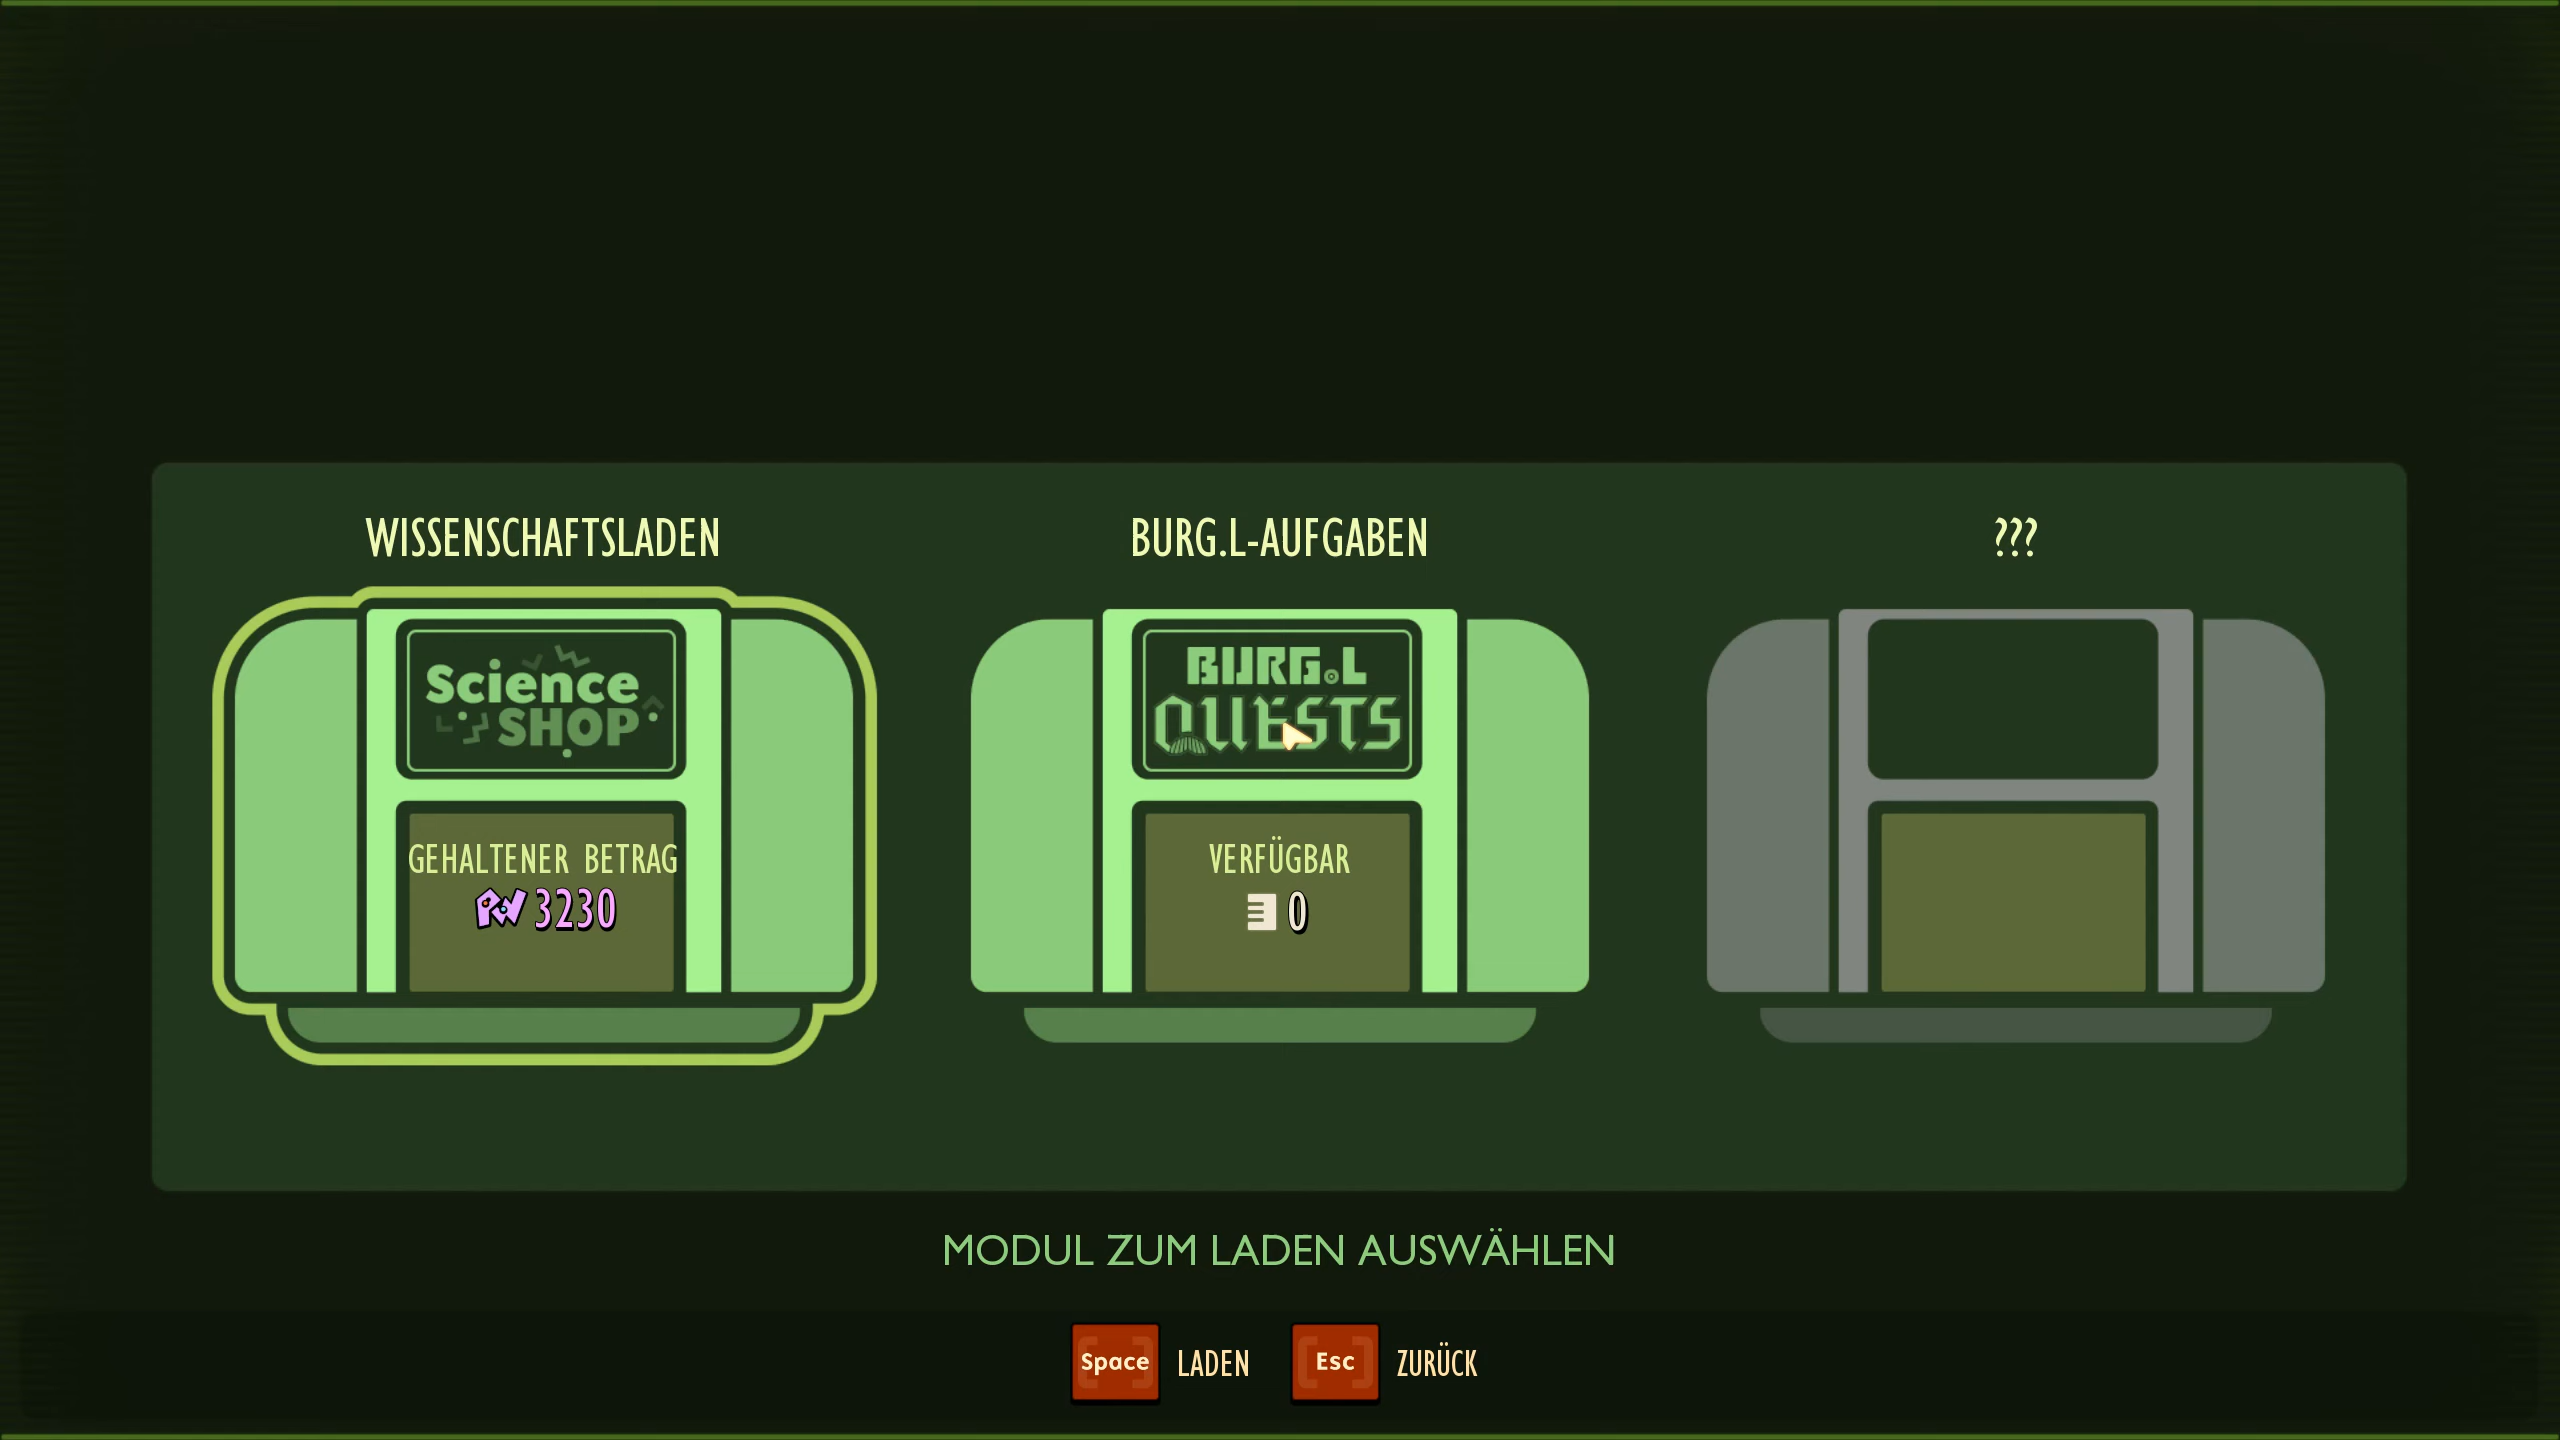 WISSENSCHAFTSLADEN
BURG.L-AUFGABEN
???
Science
SHOP
BURG.L
QUESTS
GEHALTENER BETRAG
3230
VERFÜGBAR
0
MODUL ZUM LADEN AUSWÄHLEN
Space LADEN Esc ZURÜCK